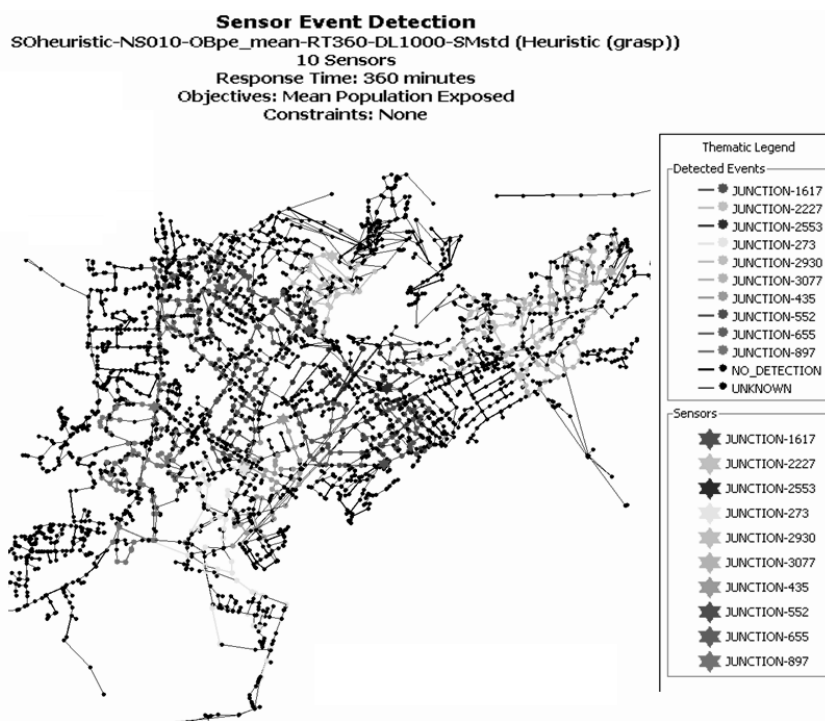 Sensor Event Detection
SOheuristic-NS010-OBpe_mean-RT360-DL1000-SMstd (Heuristic (grasp))
10 Sensors
Response Time: 360 minutes
Objectives: Mean Population Exposed
Constraints: None
Thematic Legend
Detected Events
JUNCTION-1617
JUNCTION-2227
JUNCTION-2553
JUNCTION-273
JUNCTION-2930
JUNCTION-3077
JUNCTION-435
JUNCTION-552
JUNCTION-655
JUNCTION-897
NO_DETECTION
UNKNOWN
Sensors
JUNCTION-1617
JUNCTION-2227
JUNCTION-2553
JUNCTION-273
JUNCTION-2930
JUNCTION-3077
JUNCTION-435
JUNCTION-552
JUNCTION-655
JUNCTION-897